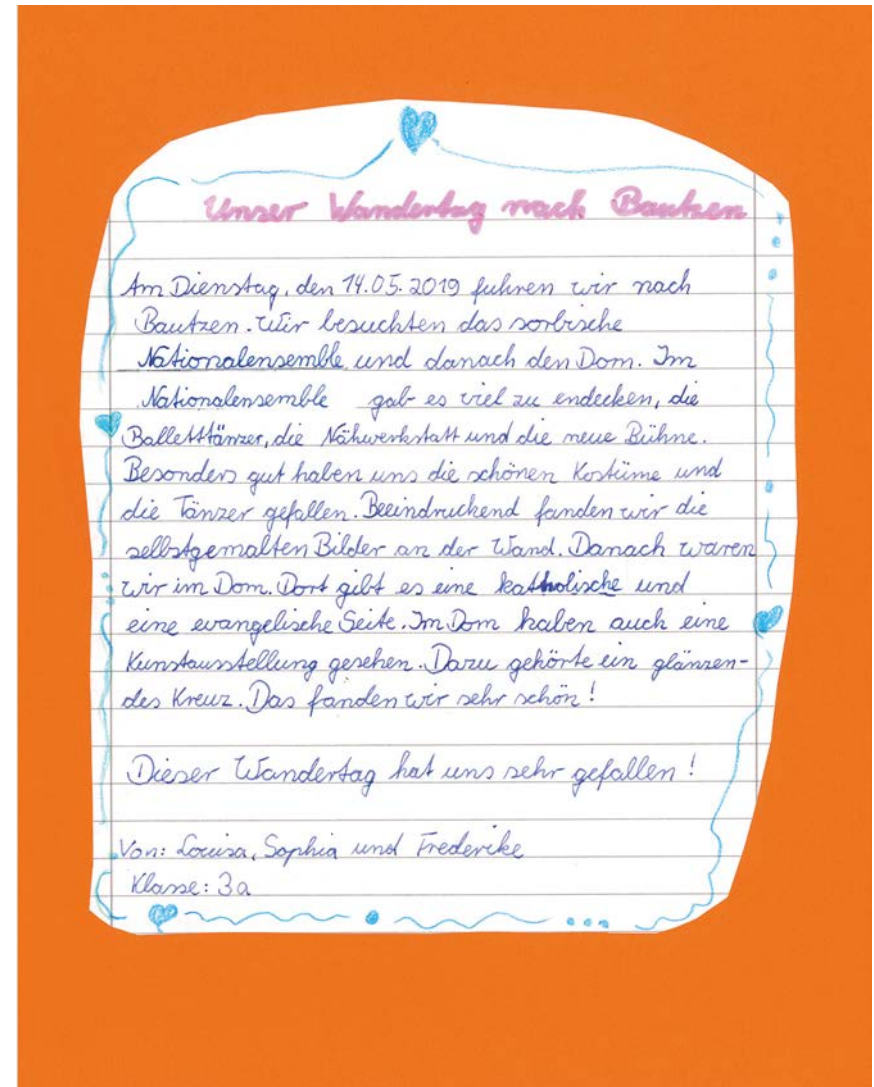 Unser Wandertag nach Bautzen
Am Dienstag, den 14.05.2019 fuhren wir nach
Bautzen. Wir besuchten das sorbische
Nationalensemble und danach den Dom. Im
Nationalensemble gab es viel zu endecken, die
Balletttänzer, die Nähwerkstatt und die neue Bühne.
Besonders gut haben uns die schönen Kostüme und
die Tänzer gefallen. Beeindruckend fanden wir die
selbstgemalten Bilder an der Wand. Danach waren
wir im Dom. Dort gibt es eine katholische und
eine evangelische Seite. Im Dom haben auch eine
Kunstausstellung gesehen. Dazu gehörte ein glänzen-
des Kreuz. Das fanden wir sehr schön!
Dieser Wandertag hat uns sehr gefallen!
Von: Louisa, Sophia und Frederike
Klasse: 3a